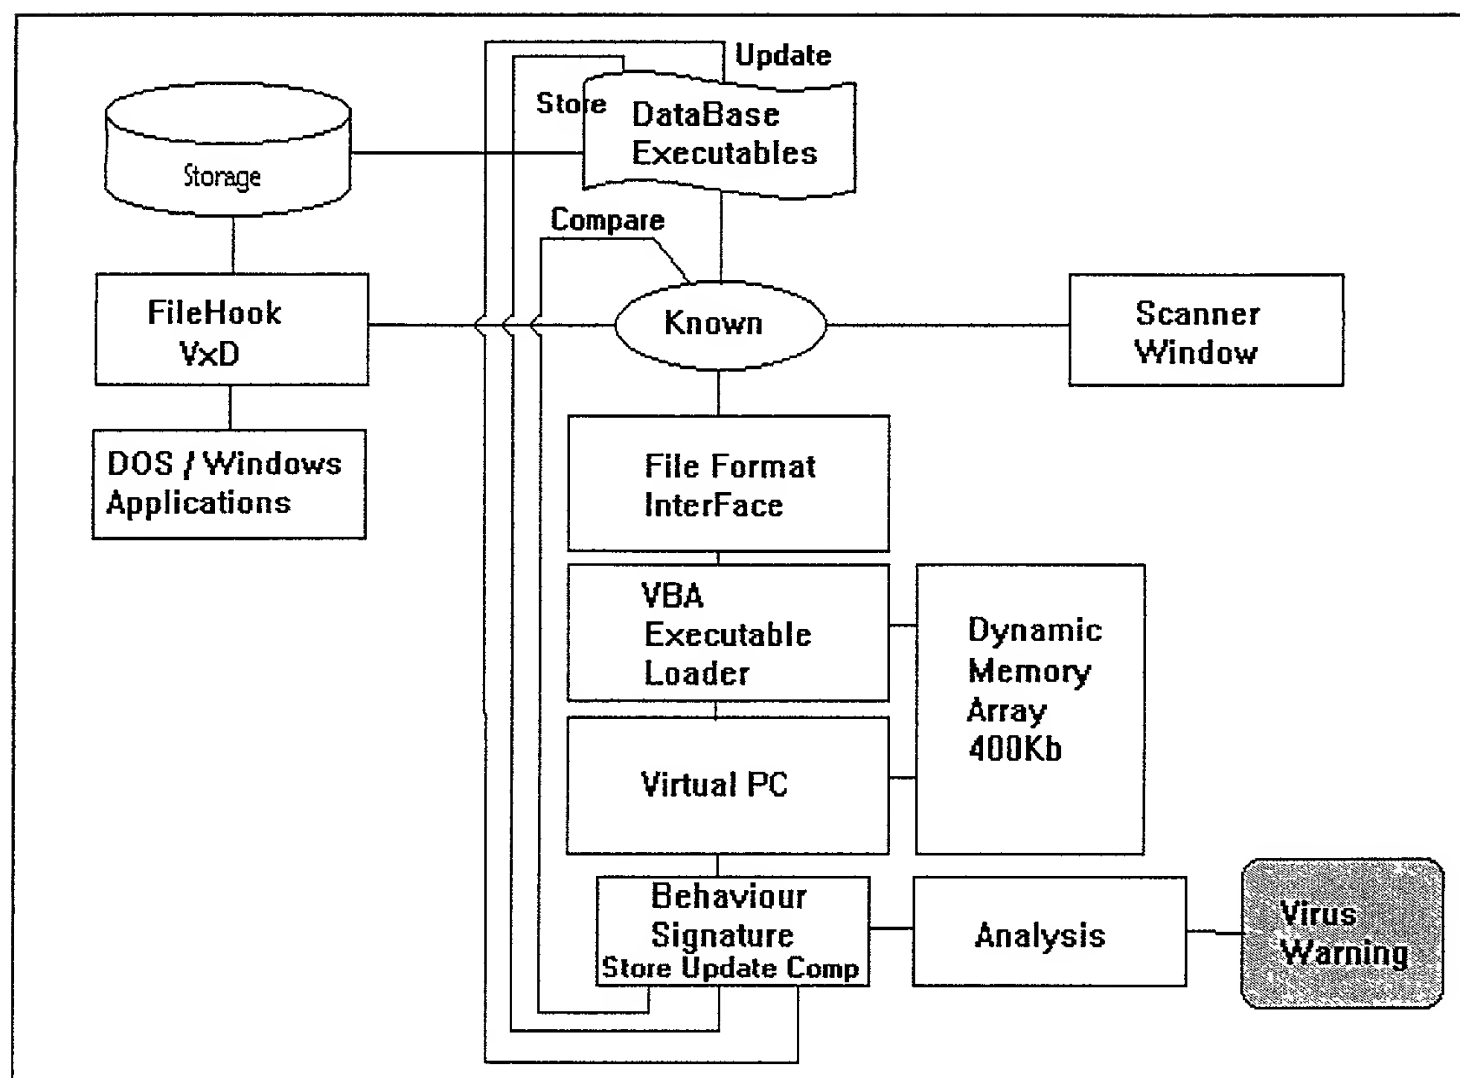 Update
Store
DataBase
Executables
Storage
Compare
FileHook
VxD
Known
Scanner
Window
DOS / Windows
Applications
File Format
InterFace
VBA
Executable
Loader
Dynamic
Memory
Array
400Kb
Virtual PC
Behaviour
Signature
Store Update Comp
Analysis
Virus
Warning